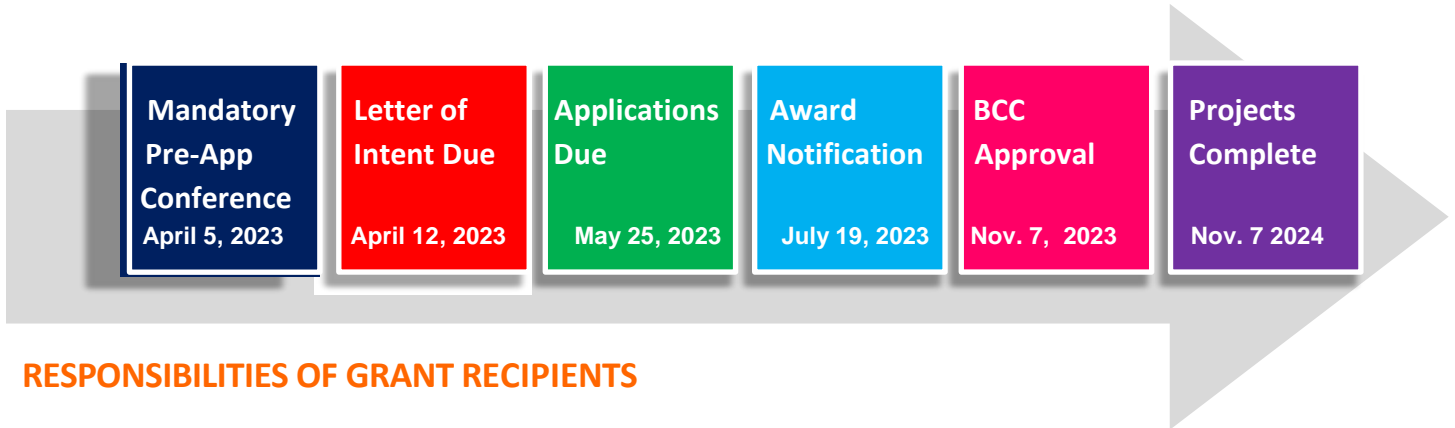 Mandatory
Pre-App
Conference
April 5, 2023
Letter of
Intent Due
April 12, 2023
Applications
Due
May 25, 2023
Award
Notification
July 19, 2023
BCC
Approval
Nov. 7, 2023
Projects
Complete
Nov. 7 2024
RESPONSIBILITIES OF GRANT RECIPIENTS